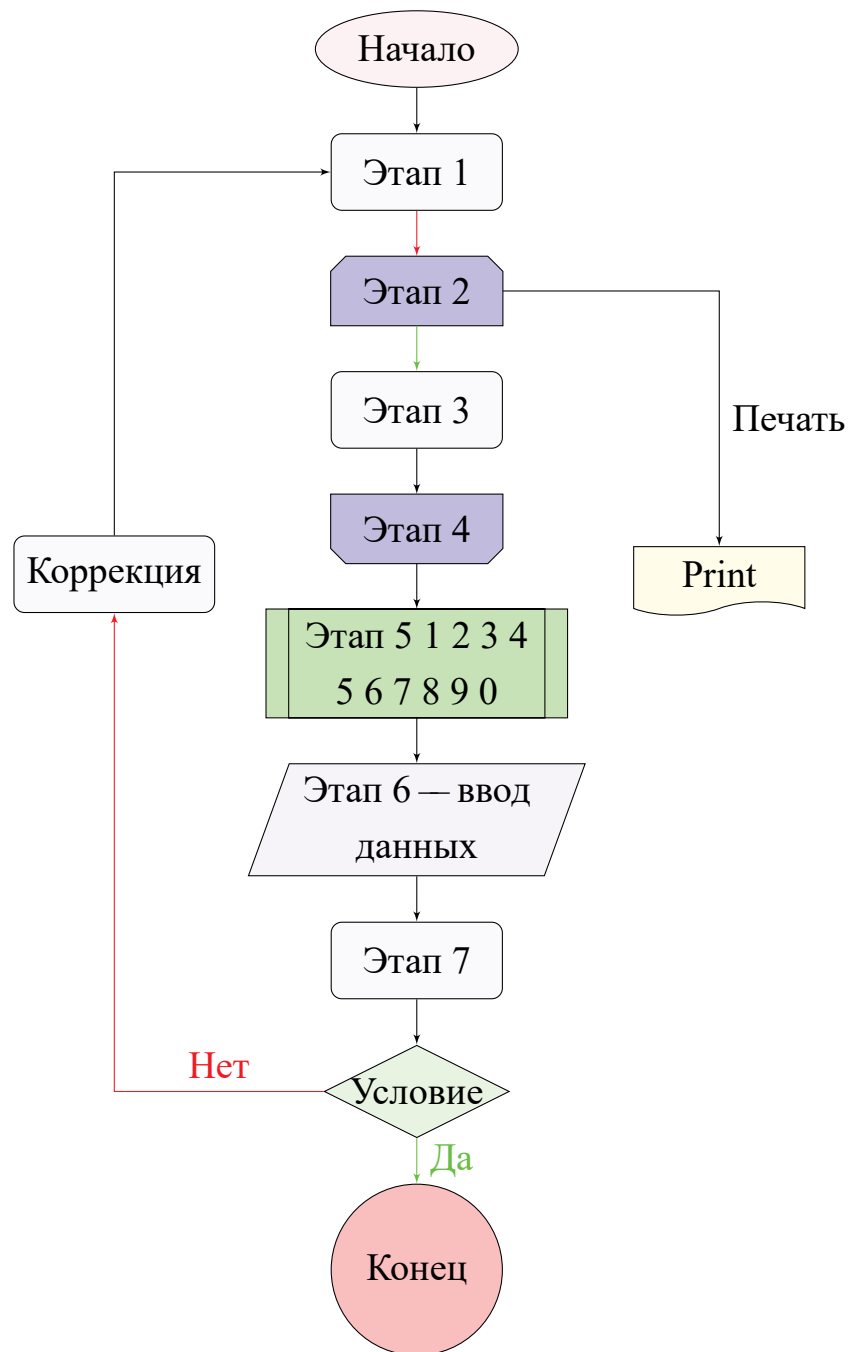 Начало
Этап 1
Этап 2
Этап 3
Печать
Этап 4
Коррекция
Print
Этап 5 1 2 3 4
5 6 7 8 9 0
Этап 6 — ввод
данных
Этап 7
Нет
Условие
Да
Конец